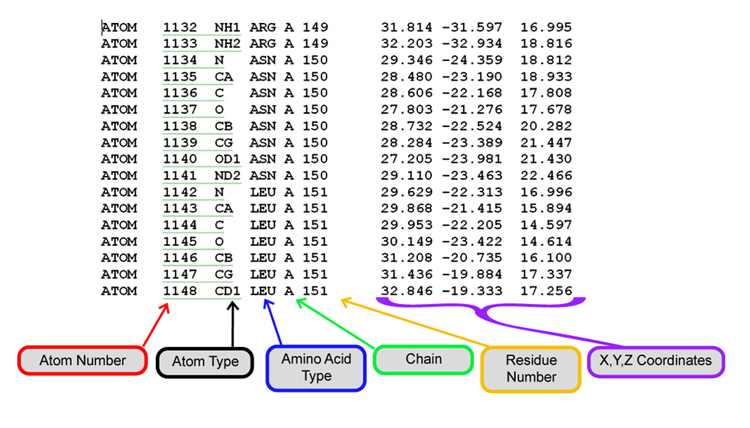 ATOM 1132 NH1 ARG A 149 31.814 -31.597 16.995
ATOM 1133 NH2 ARG A 149 32.203 -32.934 18.816
ATOM 1134 N ASN A 150 29.346 -24.359 18.812
ATOM 1135 CA ASN A 150 28.480 -23.190 18.933
ATOM 1136 C ASN A 150 28.606 -22.168 17.808
ATOM 1137 O ASN A 150 27.803 -21.276 17.678
ATOM 1138 CB ASN A 150 28.732 -22.524 20.282
ATOM 1139 CG ASN A 150 28.284 -23.389 21.447
ATOM 1140 OD1 ASN A 150 27.205 -23.981 21.430
ATOM 1141 ND2 ASN A 150 29.110 -23.463 22.466
ATOM 1142 N LEU A 151 29.629 -22.313 16.996
ATOM 1143 CA LEU A 151 29.868 -21.415 15.894
ATOM 1144 C LEU A 151 29.953 -22.205 14.597
ATOM 1145 O LEU A 151 30.149 -23.422 14.614
ATOM 1146 CB LEU A 151 31.208 -20.735 16.100
ATOM 1147 CG LEU A 151 31.436 -19.884 17.337
ATOM 1148 CD1 LEU A 151 32.846 -19.333 17.256
Atom Number
Atom Type
Amino Acid
Type
Chain
Residue
Number
X,Y,Z Coordinates